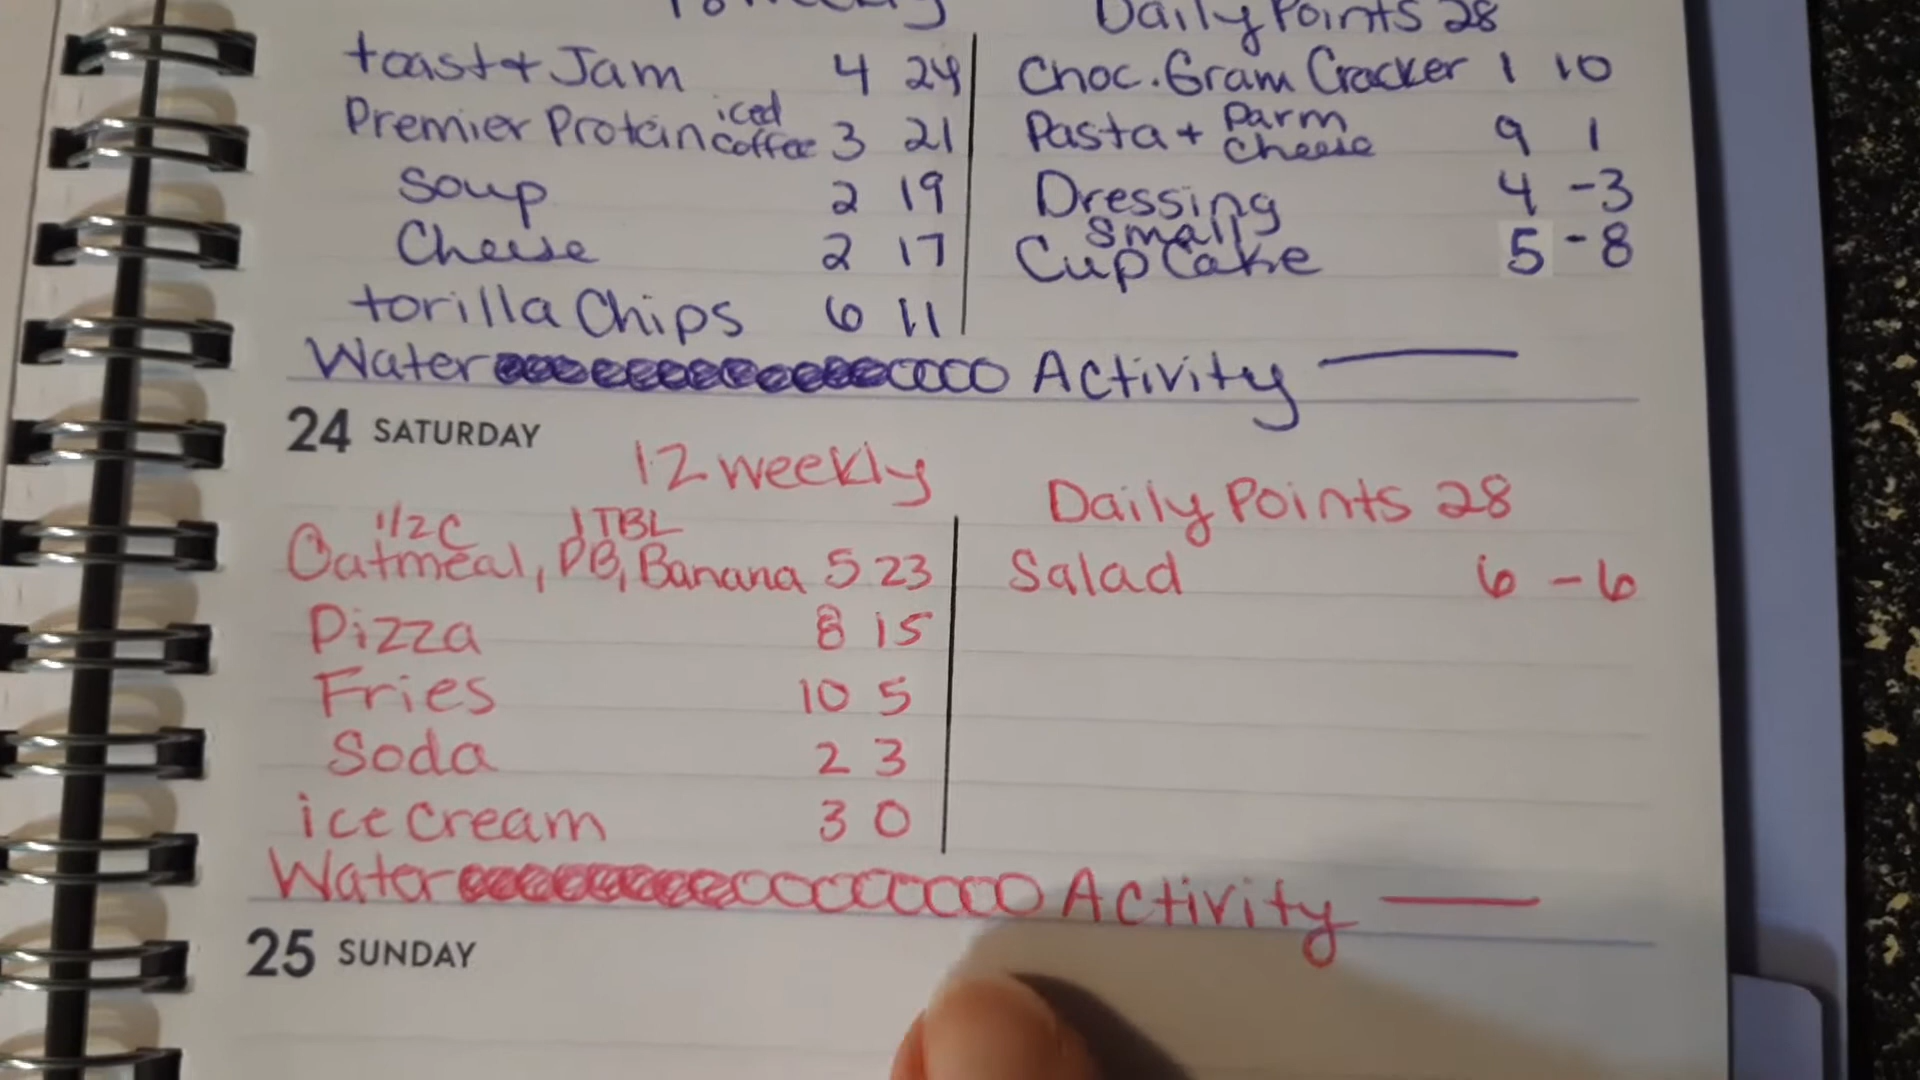 Daily Points 28
toast + Jam 4 24
Premier Protein iced coffee 3 21
Soup 2 19
Cheese 2 17
torilla Chips 6 11
Choc. Gram Cracker 1 10
Pasta + Parm Cheese 9 1
Dressing 4 -3
Small
Cup Cake 5 -8
Water Activity
24 SATURDAY
12 weekly
Daily Points 28
1/2 C 1 TBL
Oatmeal, PB, Banana 5 23
Pizza 8 15
Fries 10 5
Soda 2 3
ice cream 3 0
Salad 6 -6
Water Activity
25 SUNDAY